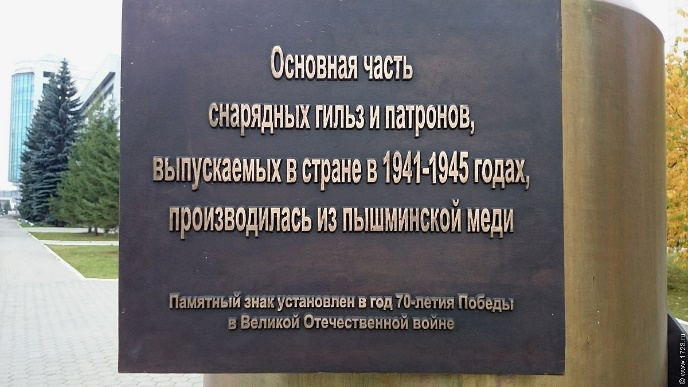 Основная часть
снарядных гильз и патронов,
выпускаемых в стране в 1941-1945 годах,
производилась из пышминской меди
Памятный знак установлен в год 70-летия Победы
в Великой Отечественной войне
© www.1723.ru